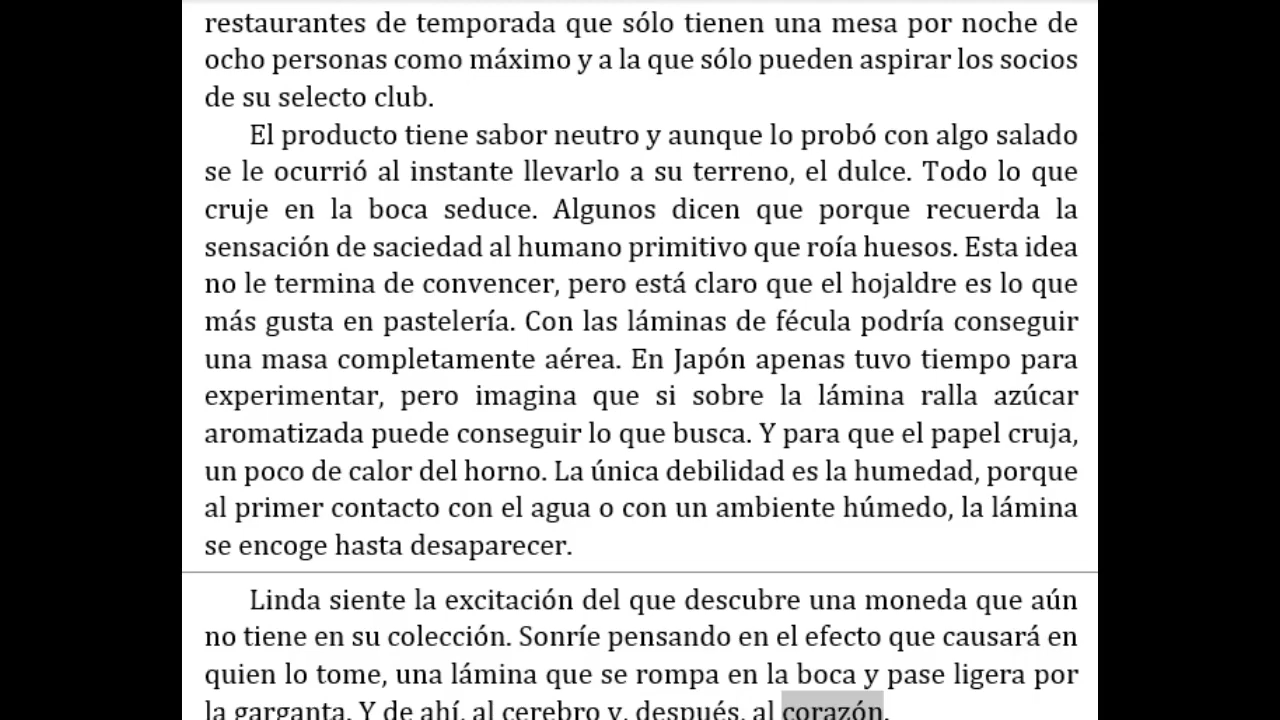 restaurantes de temporada que sólo tienen una mesa por noche de
ocho personas como máximo y a la que sólo pueden aspirar los socios
de su selecto club.
El producto tiene sabor neutro y aunque lo probó con algo salado
se le ocurrió al instante llevarlo a su terreno, el dulce. Todo lo que
cruje en la boca seduce. Algunos dicen que porque recuerda la
sensación de saciedad al humano primitivo que roía huesos. Esta idea
no le termina de convencer, pero está claro que el hojaldre es lo que
más gusta en pastelería. Con las láminas de fécula podría conseguir
una masa completamente aérea. En Japón apenas tuvo tiempo para
experimentar, pero imagina que si sobre la lámina ralla azúcar
aromatizada puede conseguir lo que busca. Y para que el papel cruja,
un poco de calor del horno. La única debilidad es la humedad, porque
al primer contacto con el agua o con un ambiente húmedo, la lámina
se encoge hasta desaparecer.
Linda siente la excitación del que descubre una moneda que aún
no tiene en su colección. Sonríe pensando en el efecto que causará en
quien lo tome, una lámina que se rompa en la boca y pase ligera por
la garganta. Y de ahí, al cerebro y, después, al corazón.